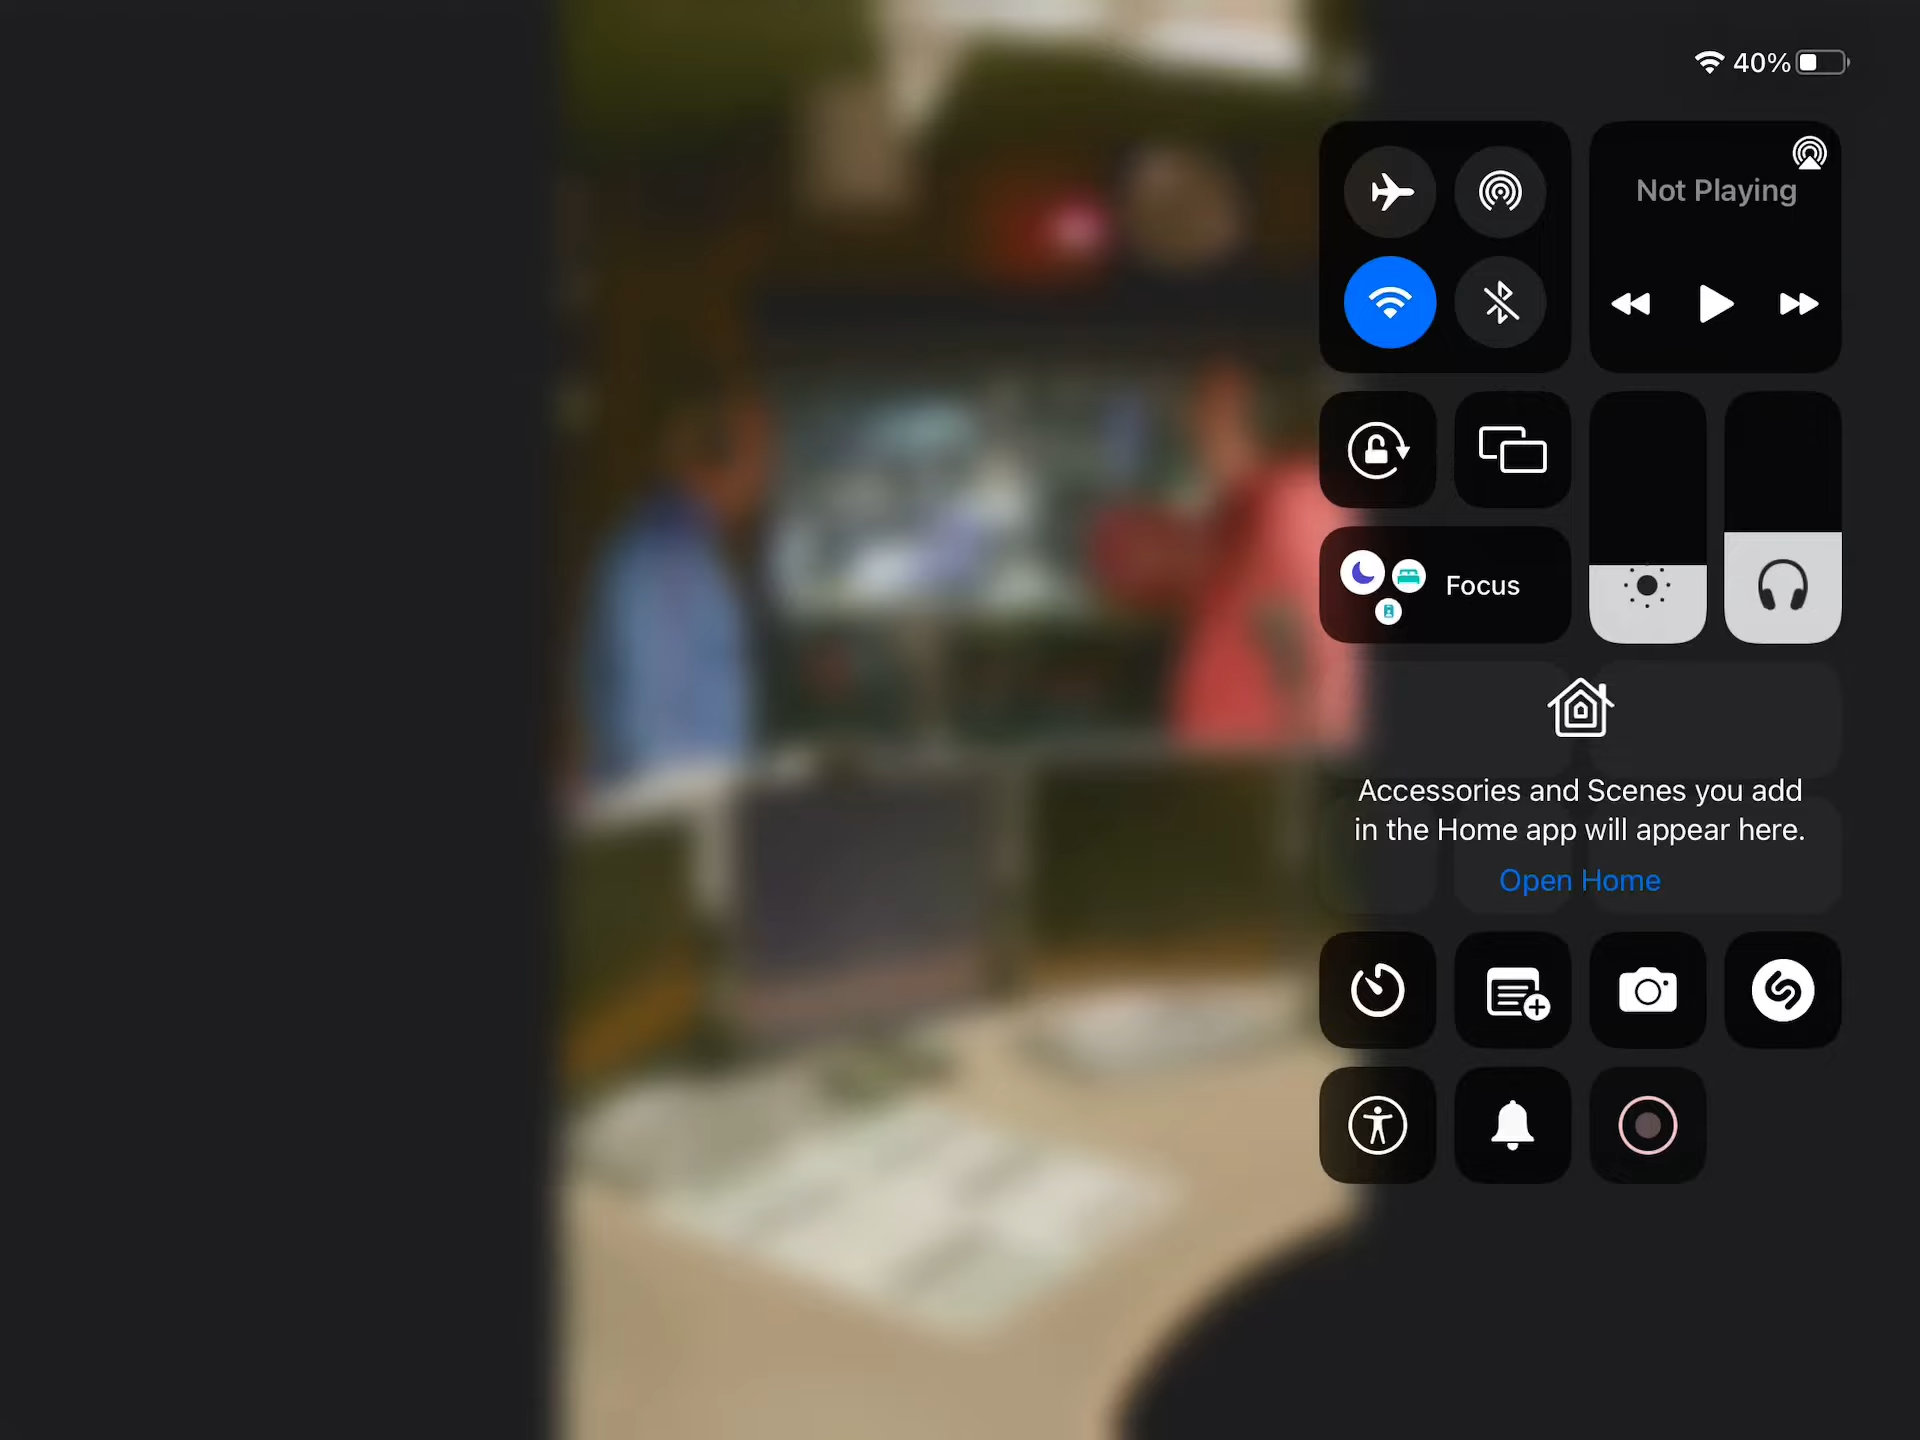 40%
Not Playing
Focus
Accessories and Scenes you add
in the Home app will appear here.
Open Home